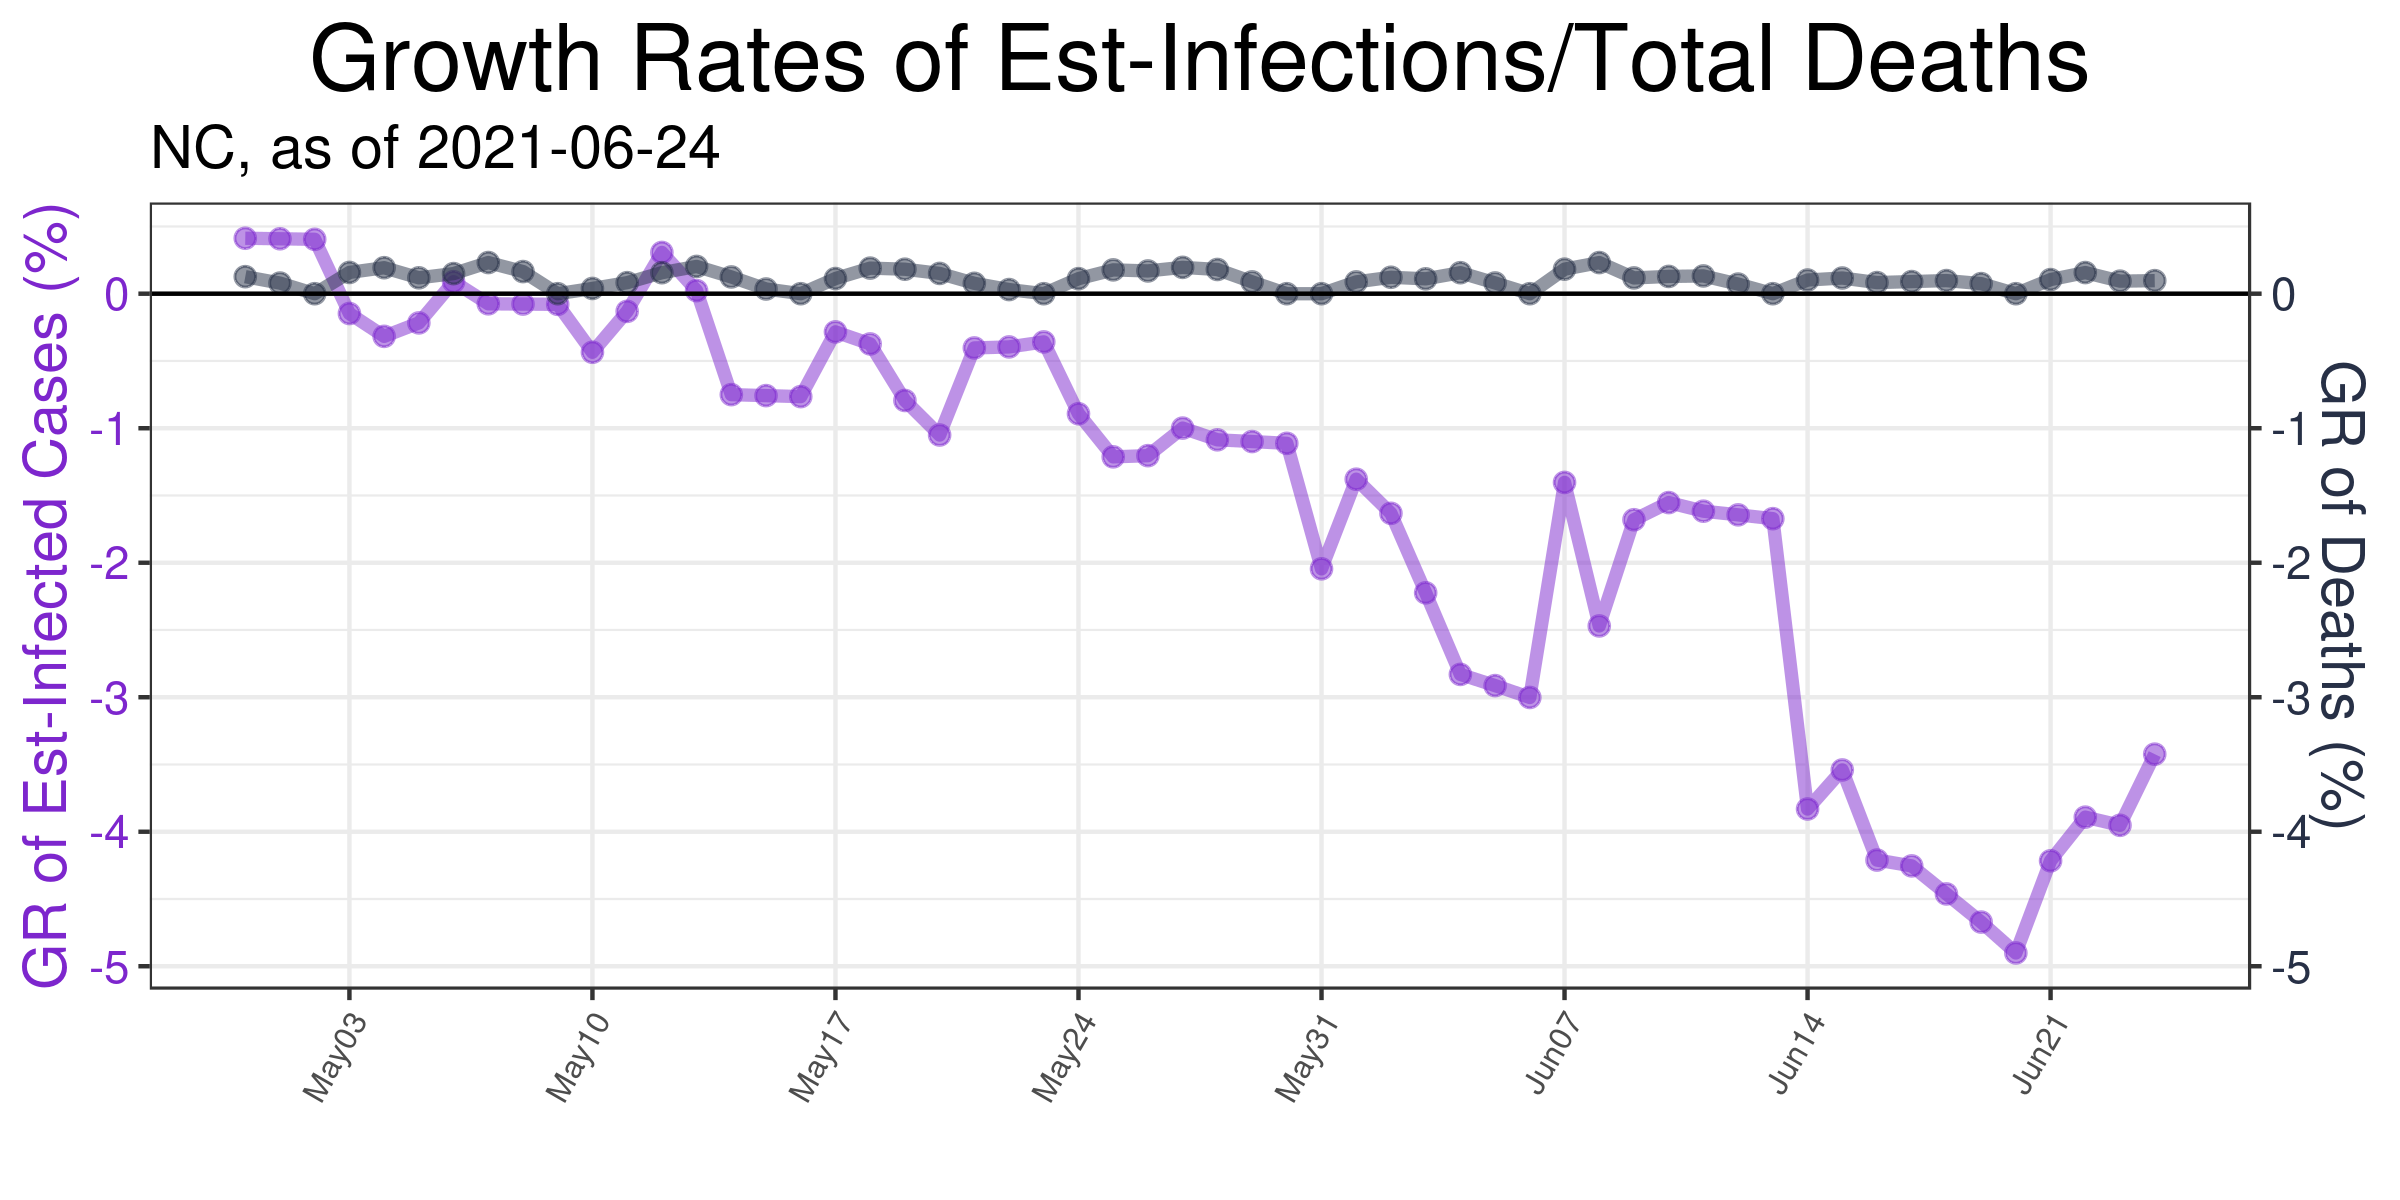 Growth Rates of Est-Infections/Total Deaths
NC, as of 2021-06-24
GR of Est-Infected Cases (%)
0
-1
-2
-3
-4
-5
0
-1
-2
-3
-4
-5
GR of Deaths (%)
May03
May10
May17
May24
May31
Jun07
Jun14
Jun21